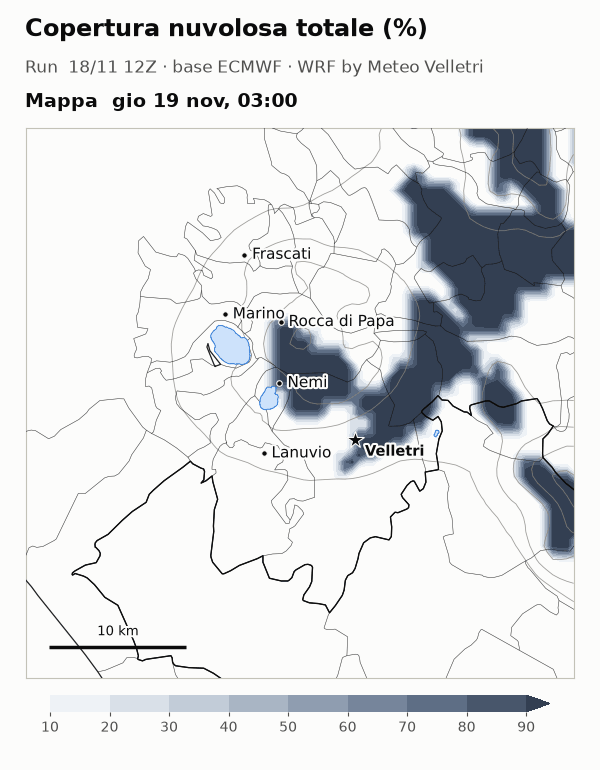 Copertura nuvolosa totale (%)
Run  18/11 12Z · base ECMWF · WRF by Meteo Velletri
Mappa  gio 19 nov, 03:00
Frascati
Marino
Rocca di Papa
Nemi
Velletri
Lanuvio
10 km
10 20 30 40 50 60 70 80 90